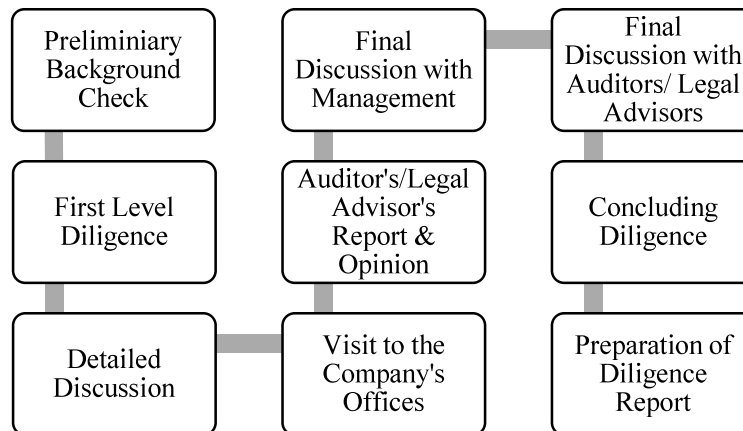 Preliminiary
Background
Check
First Level
Diligence
Detailed
Discussion
Visit to the
Company's
Offices
Auditor's/Legal
Advisor's
Report &
Opinion
Final
Discussion with
Management
Final
Discussion with
Auditors/ Legal
Advisors
Concluding
Diligence
Preparation of
Diligence
Report